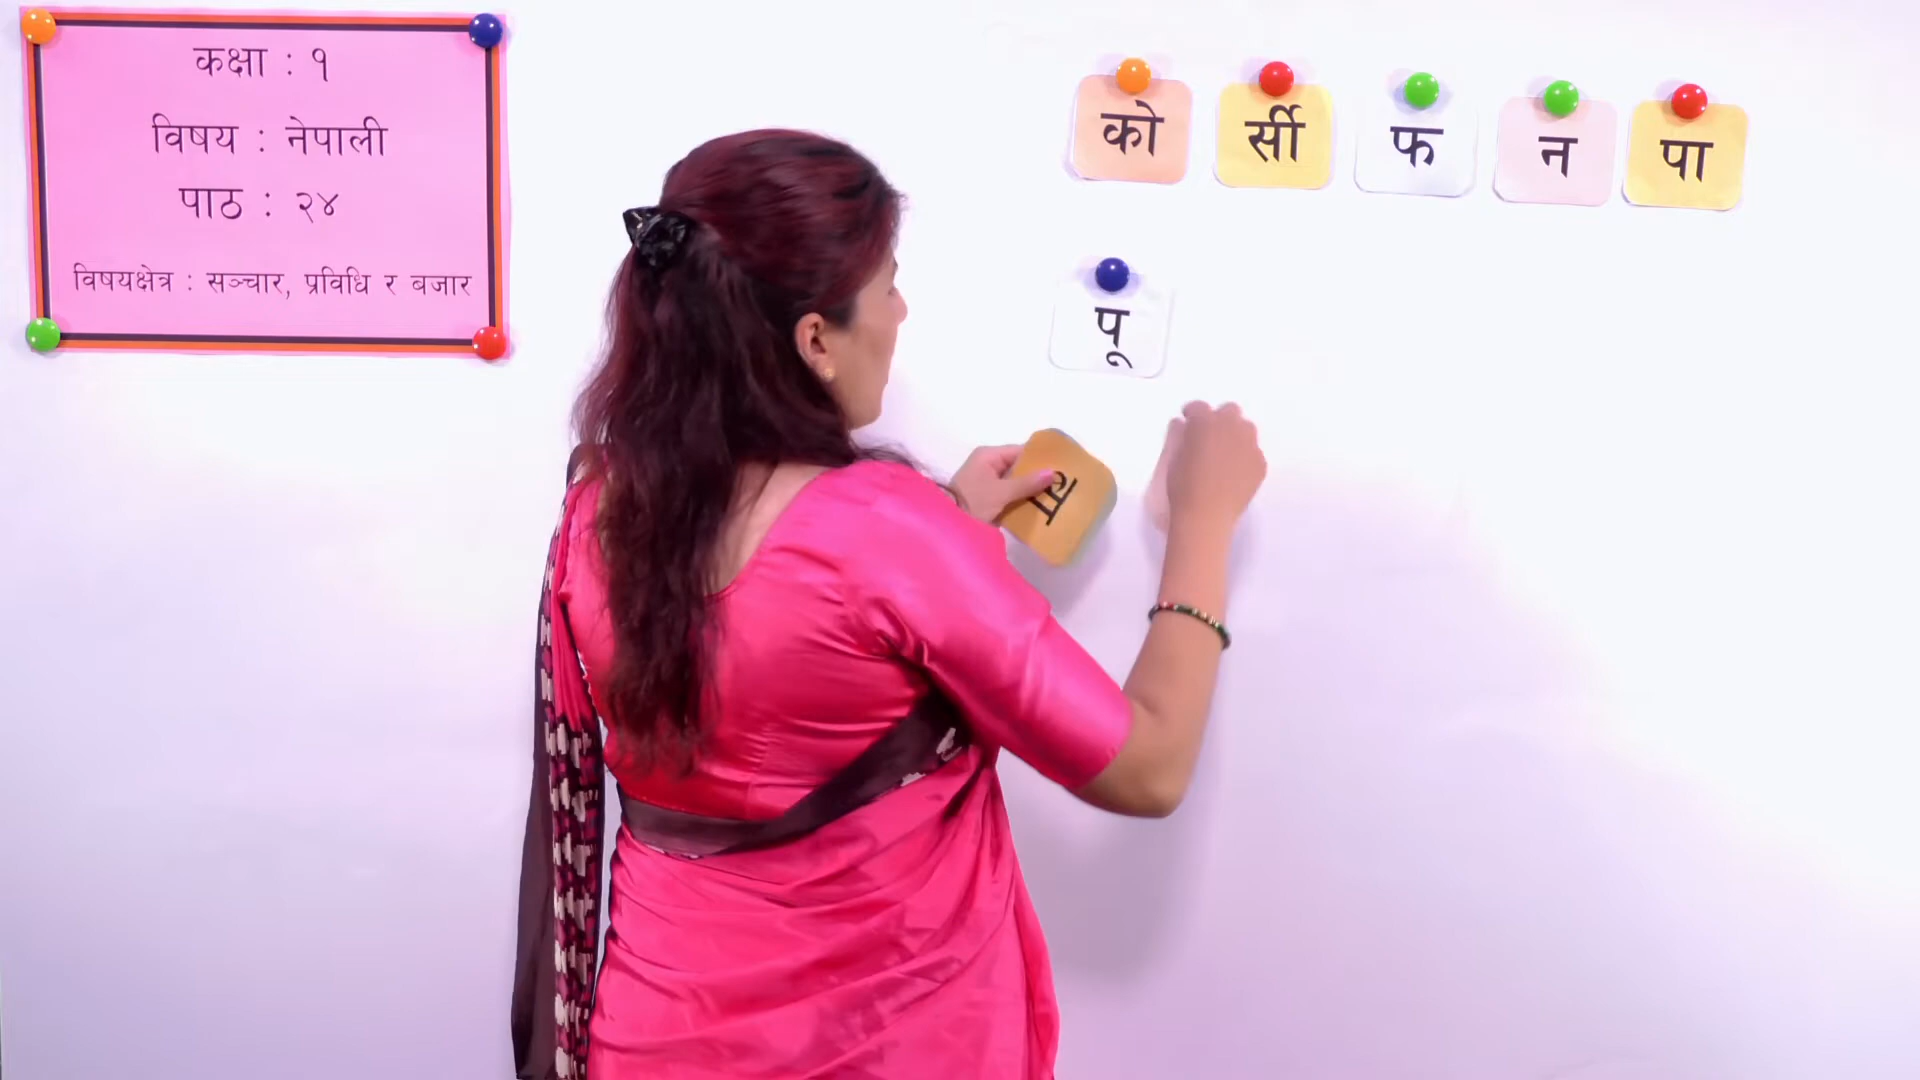 कक्षा : १
विषय : नेपाली
पाठ : २४
विषयक्षेत्र : सञ्चार, प्रविधि र बजार
को र्सी फ न पा
पू